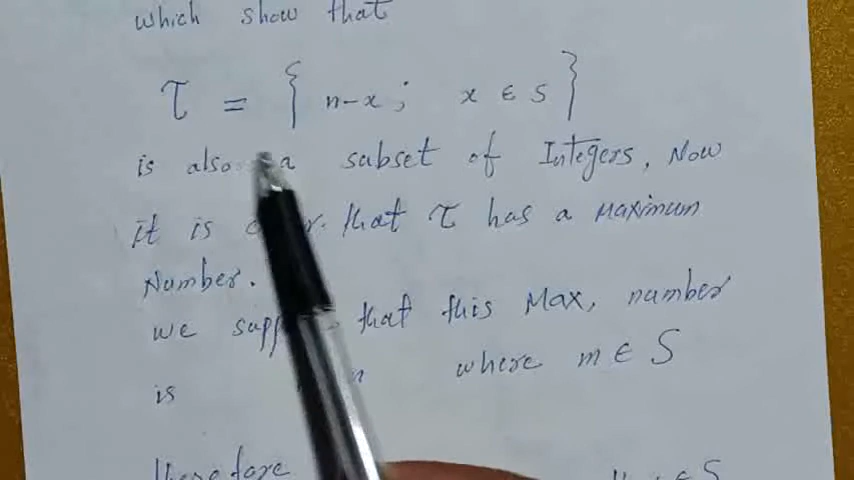 which show that
τ = { n-x ; x ∈ S }
is also a subset of Integers, Now
it is that τ has a Maximum
Number.
we that this Max, number
is where m ∈ S
therefore ∈ S